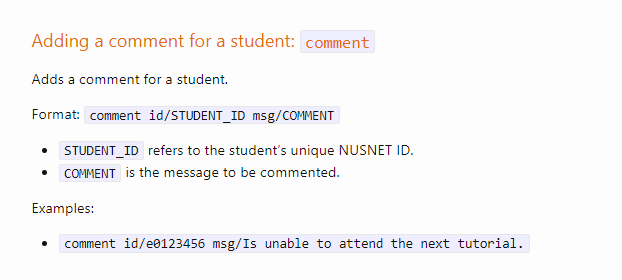 Adding a comment for a student: comment
Adds a comment for a student.
Format: comment id/STUDENT_ID msg/COMMENT
• STUDENT_ID refers to the student's unique NUSNET ID.
• COMMENT is the message to be commented.
Examples:
• comment id/e0123456 msg/Is unable to attend the next tutorial.